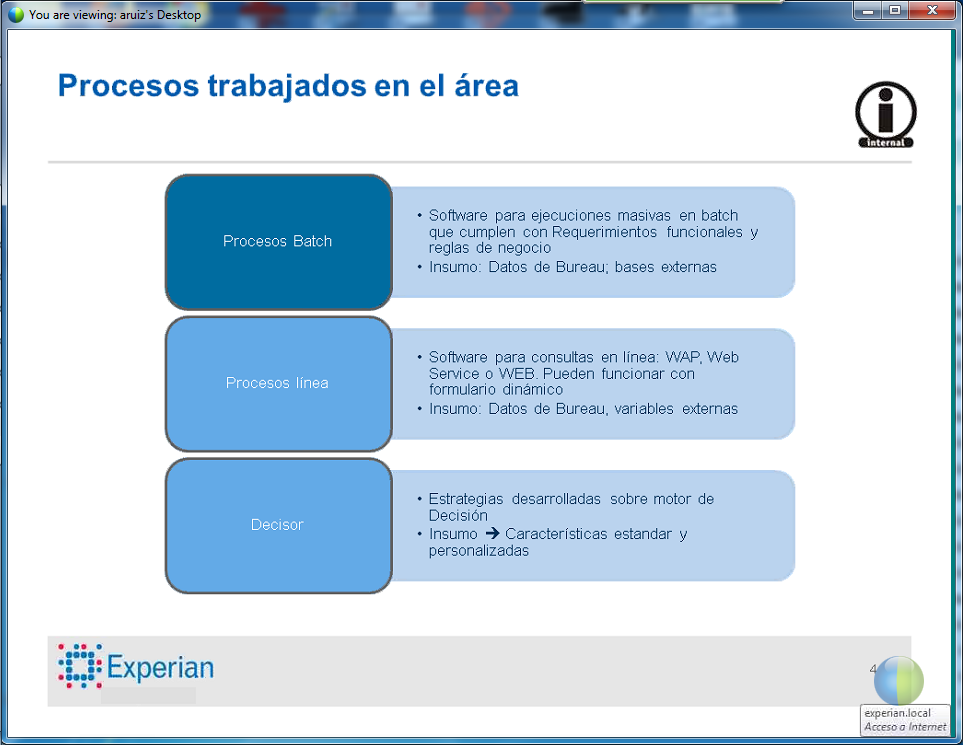 You are viewing: aruiz's Desktop
Procesos trabajados en el área
internal
Procesos Batch
• Software para ejecuciones masivas en batch
que cumplen con Requerimientos funcionales y
reglas de negocio
• Insumo: Datos de Bureau; bases externas
Procesos línea
• Software para consultas en línea: WAP, Web
Service o WEB. Pueden funcionar con
formulario dinámico
• Insumo: Datos de Bureau, variables externas
Decisor
• Estrategias desarrolladas sobre motor de
Decisión
• Insumo ➔ Características estandar y
personalizadas
Experian
4
experian.local
Acceso a Internet